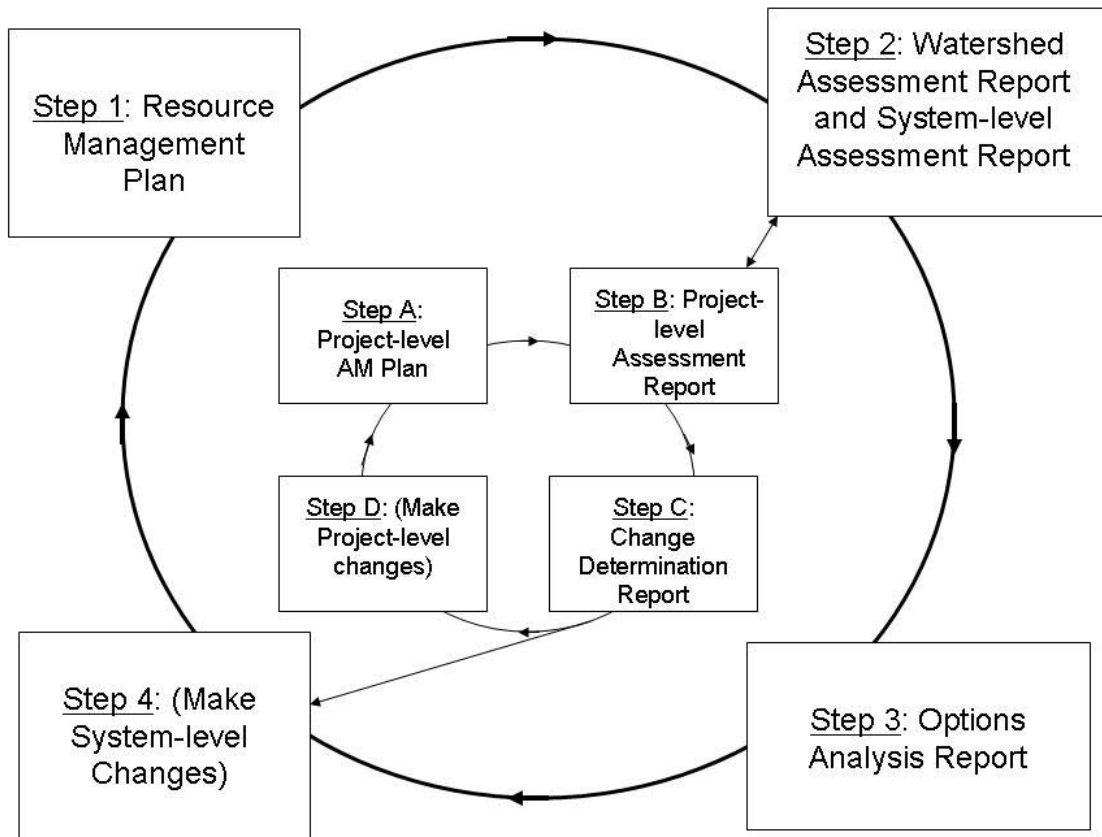 Step 1: Resource
Management
Plan
Step 2: Watershed
Assessment Report
and System-level
Assessment Report
Step A:
Project-level
AM Plan
Step B: Project-
level
Assessment
Report
Step D: (Make
Project-level
changes)
Step C:
Change
Determination
Report
Step 4: (Make
System-level
Changes)
Step 3: Options
Analysis Report